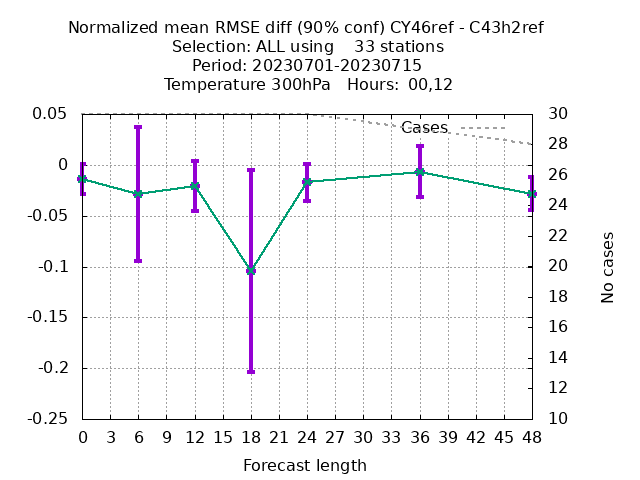 Normalized mean RMSE diff (90% conf) CY46ref - C43h2ref
Selection: ALL using 33 stations
Period: 20230701-20230715
Temperature 300hPa Hours: 00,12
0.05
0
-0.05
-0.1
-0.15
-0.2
-0.25
Cases
30
28
26
24
22
20
18
16
14
12
10
No cases
0 3 6 9 12 15 18 21 24 27 30 33 36 39 42 45 48
Forecast length